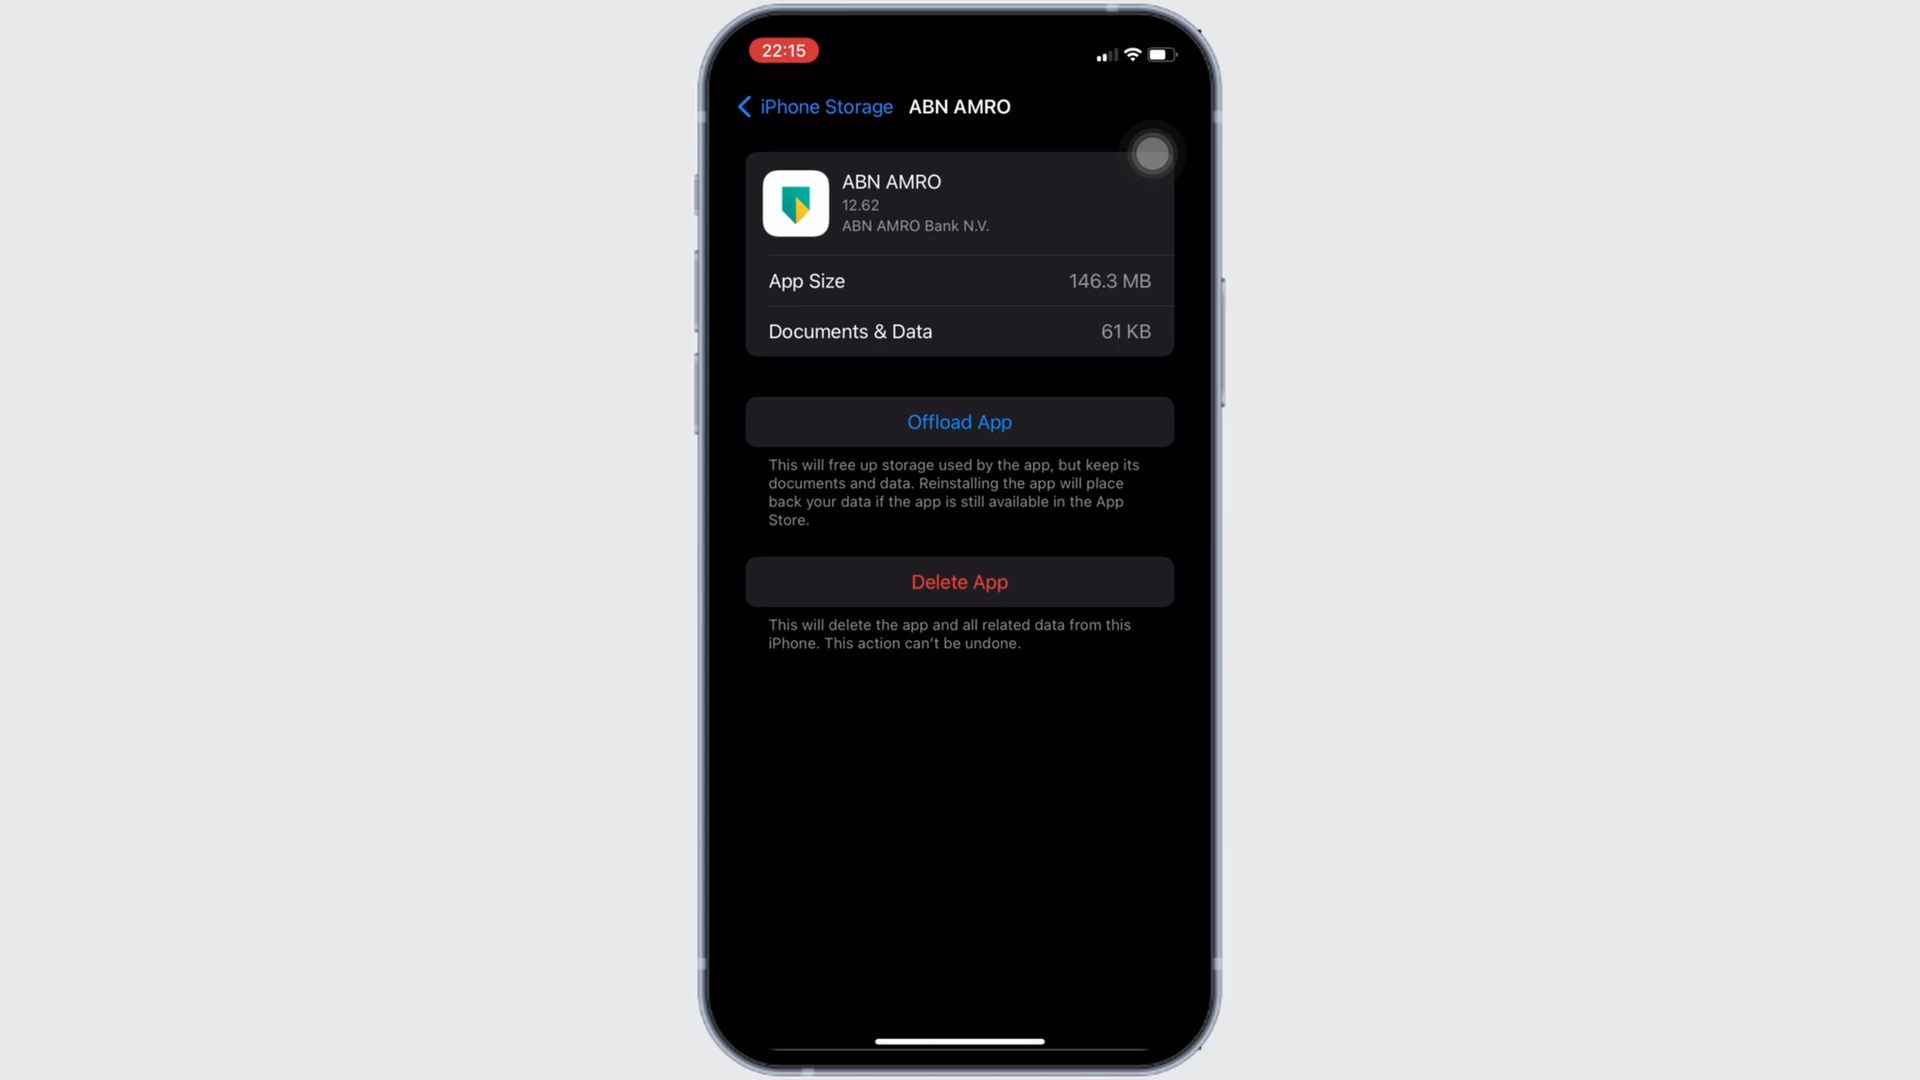 22:15
iPhone Storage ABN AMRO
ABN AMRO
12.62
ABN AMRO Bank N.V.
App Size 146.3 MB
Documents & Data 61 KB
Offload App
This will free up storage used by the app, but keep its
documents and data. Reinstalling the app will place
back your data if the app is still available in the App
Store.
Delete App
This will delete the app and all related data from this
iPhone. This action can't be undone.